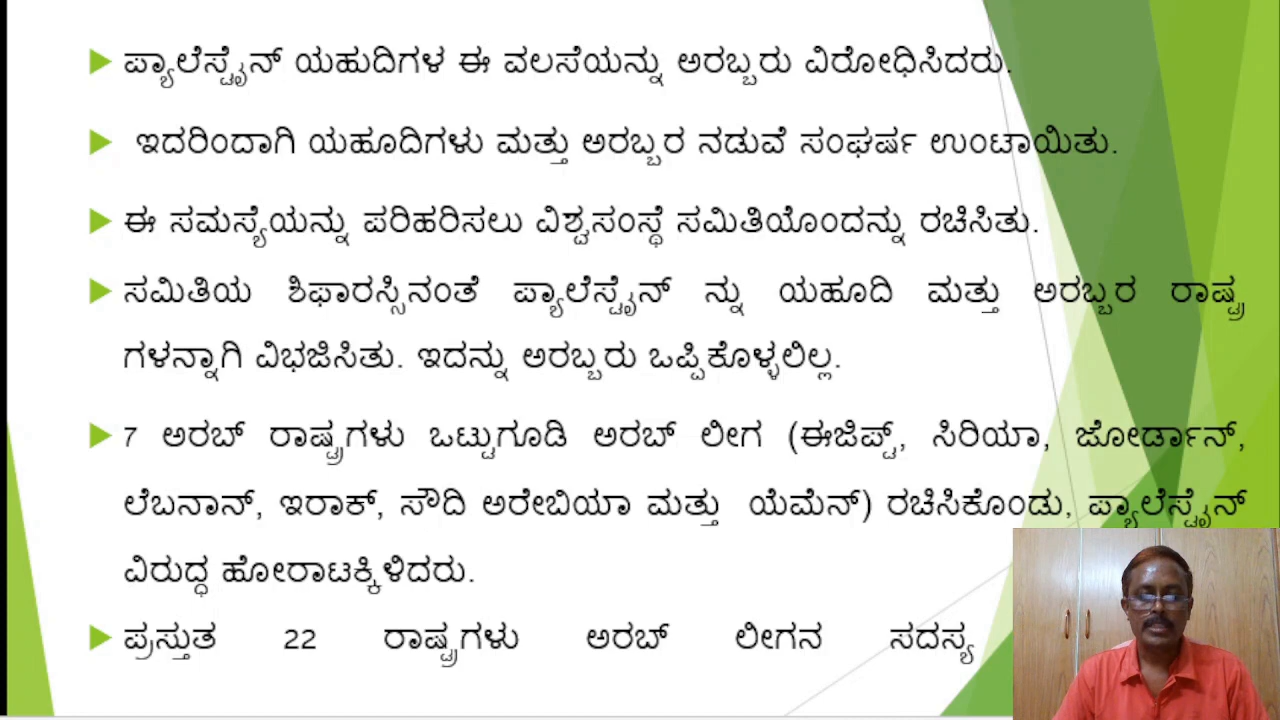 ಪ್ಯಾಲೆಸ್ಟೈನ್ ಯಹುದಿಗಳ ಈ ವಲಸೆಯನ್ನು ಅರಬ್ಬರು ವಿರೋಧಿಸಿದರು.
ಇದರಿಂದಾಗಿ ಯಹೂದಿಗಳು ಮತ್ತು ಅರಬ್ಬರ ನಡುವೆ ಸಂಘರ್ಷ ಉಂಟಾಯಿತು.
ಈ ಸಮಸ್ಯೆಯನ್ನು ಪರಿಹರಿಸಲು ವಿಶ್ವಸಂಸ್ಥೆ ಸಮಿತಿಯೊಂದನ್ನು ರಚಿಸಿತು.
ಸಮಿತಿಯ ಶಿಫಾರಸ್ಸಿನಂತೆ ಪ್ಯಾಲೆಸ್ಟೈನ್ ನ್ನು ಯಹೂದಿ ಮತ್ತು ಅರಬ್ಬರ ರಾಷ್ಟ್ರ
ಗಳನ್ನಾಗಿ ವಿಭಜಿಸಿತು. ಇದನ್ನು ಅರಬ್ಬರು ಒಪ್ಪಿಕೊಳ್ಳಲಿಲ್ಲ.
7 ಅರಬ್ ರಾಷ್ಟ್ರಗಳು ಒಟ್ಟುಗೂಡಿ ಅರಬ್ ಲೀಗ (ಈಜಿಪ್ಟ್, ಸಿರಿಯಾ, ಜೋರ್ಡಾನ್,
ಲೆಬನಾನ್, ಇರಾಕ್, ಸೌದಿ ಅರೇಬಿಯಾ ಮತ್ತು ಯೆಮೆನ್) ರಚಿಸಿಕೊಂಡು, ಪ್ಯಾಲೆಸ್ಟೈನ್
ವಿರುದ್ಧ ಹೋರಾಟಕ್ಕಿಳಿದರು.
ಪ್ರಸ್ತುತ 22 ರಾಷ್ಟ್ರಗಳು ಅರಬ್ ಲೀಗನ ಸದಸ್ಯ